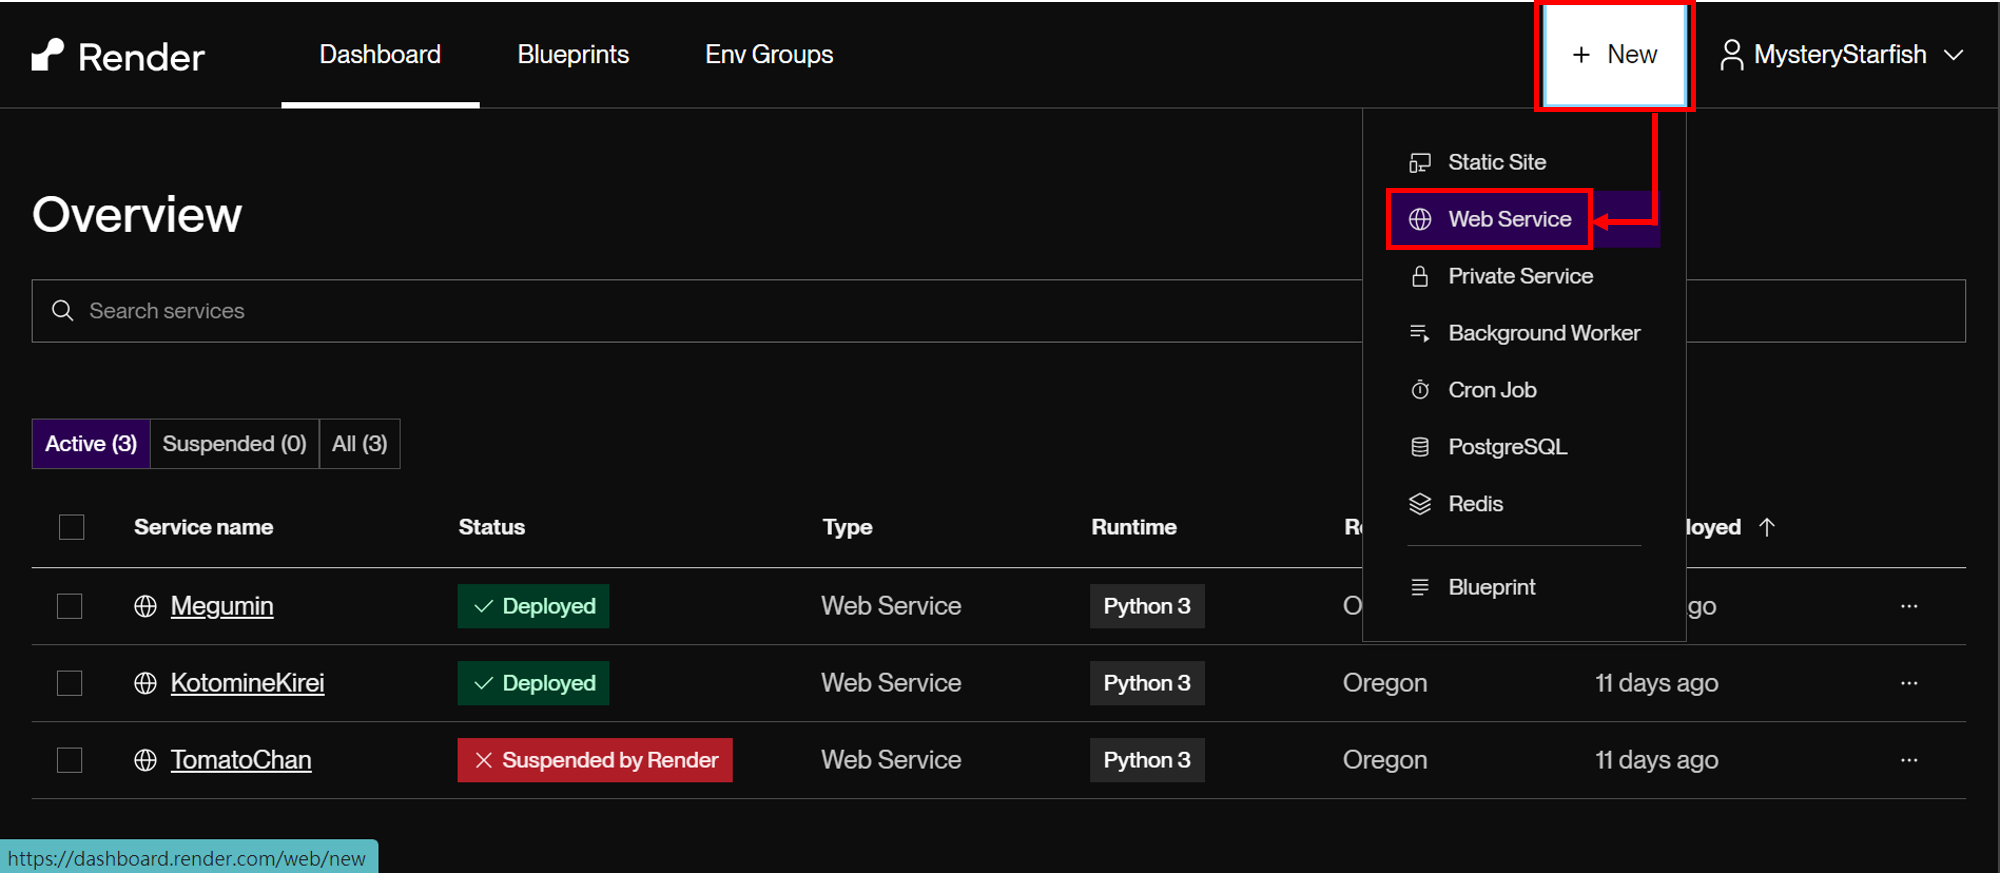 Render
Dashboard
Blueprints
Env Groups
+ New
MysteryStarfish
Static Site
Web Service
Private Service
Background Worker
Cron Job
PostgreSQL
Redis
Blueprint
Overview
Search services
Active (3)
Suspended (0)
All (3)
Service name Status Type Runtime
Megumin Deployed Web Service Python 3
KotomineKirei Deployed Web Service Python 3 Oregon 11 days ago
TomatoChan Suspended by Render Web Service Python 3 Oregon 11 days ago
https://dashboard.render.com/web/new